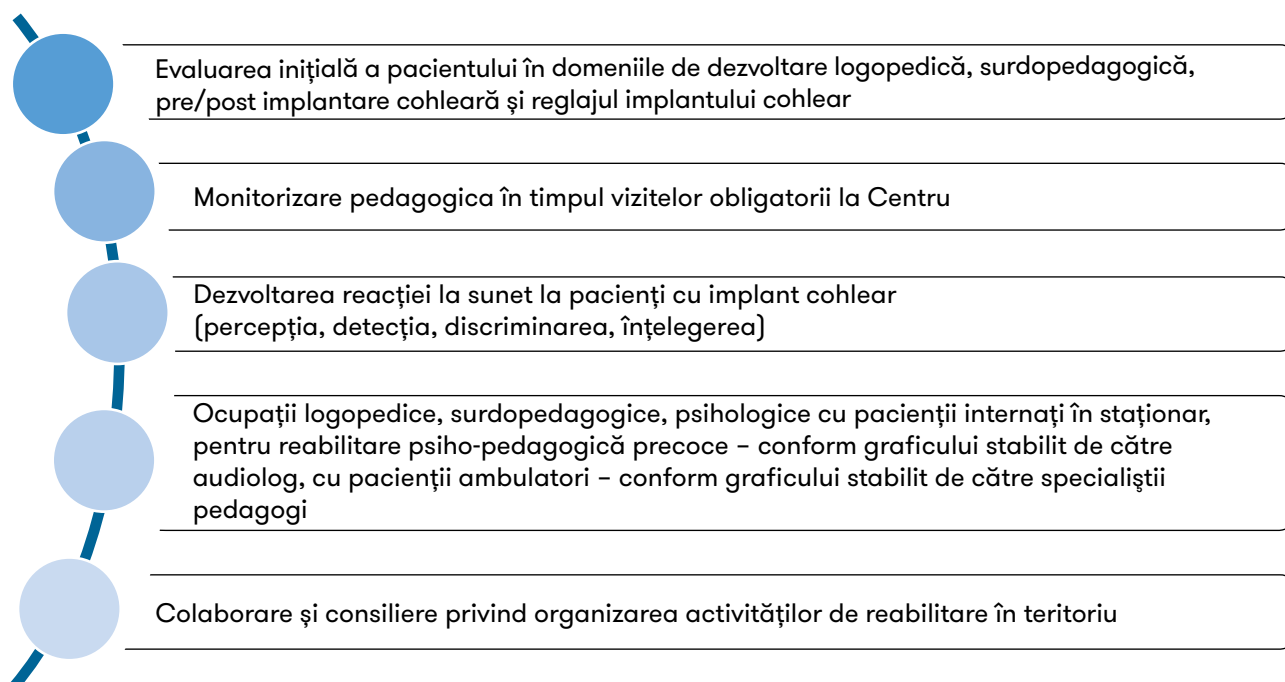 Evaluarea inițială a pacientului în domeniile de dezvoltare logopedică, surdopedagogică,
pre/post implantare cohleară și reglajul implantului cohlear
Monitorizare pedagogica în timpul vizitelor obligatorii la Centru
Dezvoltarea reacției la sunet la pacienți cu implant cohlear
(percepția, detecția, discriminarea, înțelegerea)
Ocupații logopedice, surdopedagogice, psihologice cu pacienții internați în staționar,
pentru reabilitare psiho-pedagogică precoce – conform graficului stabilit de către
audiolog, cu pacienții ambulatori – conform graficului stabilit de către specialiştii
pedagogi
Colaborare și consiliere privind organizarea activităților de reabilitare în teritoriu